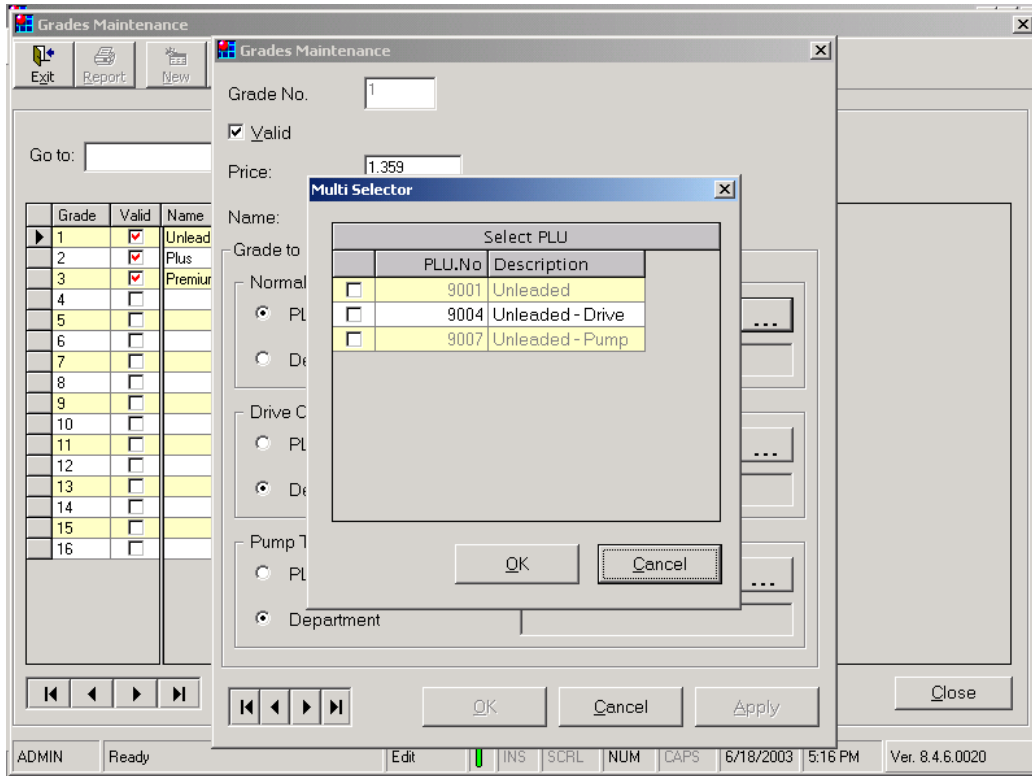 Grades Maintenance
Exit
Report
New
Go to:
Grade Valid Name
1 Unlead
2 Plus
3 Premiur
4
5
6
7
8
9
10
11
12
13
14
15
16
Close
Grades Maintenance
Grade No. 1
Valid
Price: 1.359
Name:
Grade to
Normal
PL
De
...
Drive C
PL
De
...
Pump T
PL
...
Department
OK Cancel Apply
Multi Selector
Select PLU
PLU.No Description
9001 Unleaded
9004 Unleaded - Drive
9007 Unleaded - Pump
OK Cancel
ADMIN Ready Edit INS SCRL NUM CAPS 6/18/2003 5:16 PM Ver. 8.4.6.0020